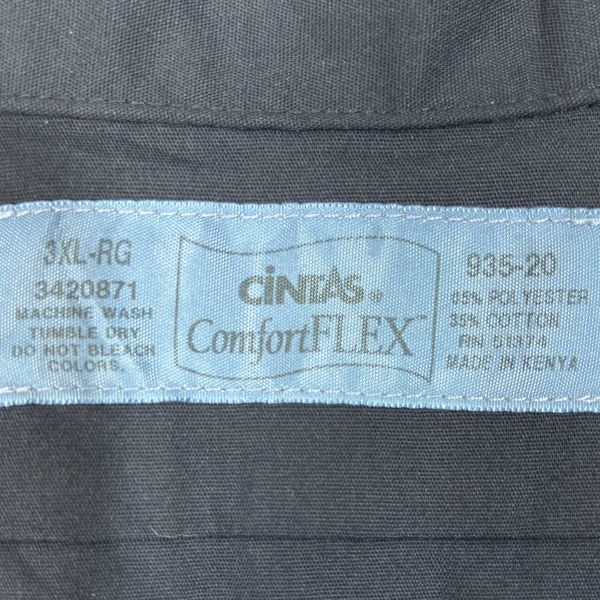 3XL-RG
3420871
MACHINE WASH
TUMBLE DRY
DO NOT BLEACH
COLORS.
CINTAS®
ComfortFLEX™
935-20
65% POLYESTER
35% COTTON
RN 51374
MADE IN KENYA